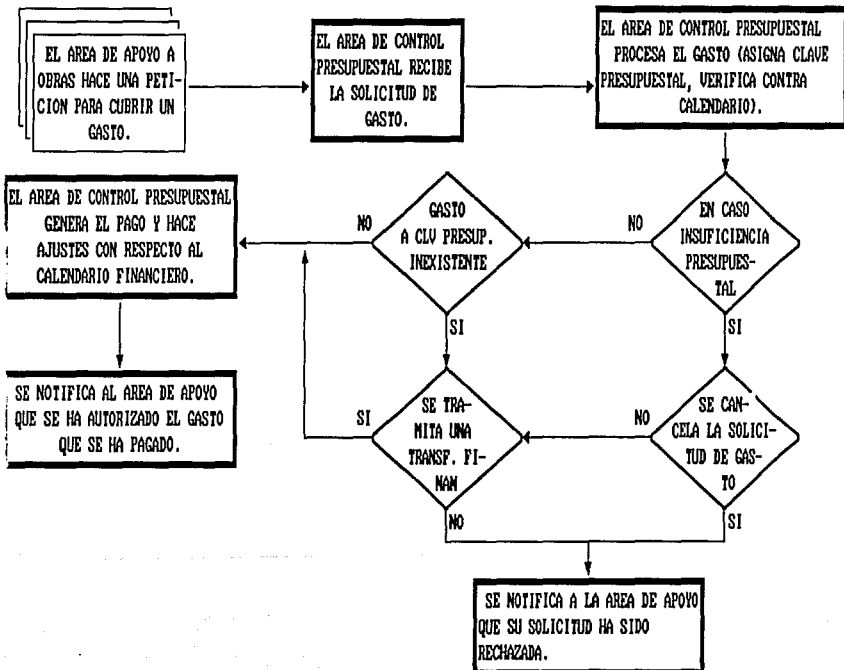 EL AREA DE APOYO A
OBRAS HACE UNA PETI-
CION PARA CUBRIR UN
GASTO.
EL AREA DE CONTROL
PRESUPUESTAL RECIBE
LA SOLICITUD DE
GASTO.
EL AREA DE CONTROL PRESUPUESTAL
PROCESA EL GASTO (ASIGNA CLAVE
PRESUPUESTAL, VERIFICA CONTRA
CALENDARIO).
EN CASO
INSUFICIENCIA
PRESUPUES-
TAL
NO
SI
GASTO
A CLV PRESUP.
INEXISTENTE
NO
SI
EL AREA DE CONTROL PRESUPUESTAL
GENERA EL PAGO Y HACE
AJUSTES CON RESPECTO AL
CALENDARIO FINANCIERO.
SE NOTIFICA AL AREA DE APOYO
QUE SE HA AUTORIZADO EL GASTO
QUE SE HA PAGADO.
SE CAN-
CELA LA SOLICI-
TUD DE GAS-
TO
NO
SI
SE TRA-
MITA UNA
TRANSF. FI-
NAM
SI
NO
SE NOTIFICA A LA AREA DE APOYO
QUE SU SOLICITUD HA SIDO
RECHAZADA.